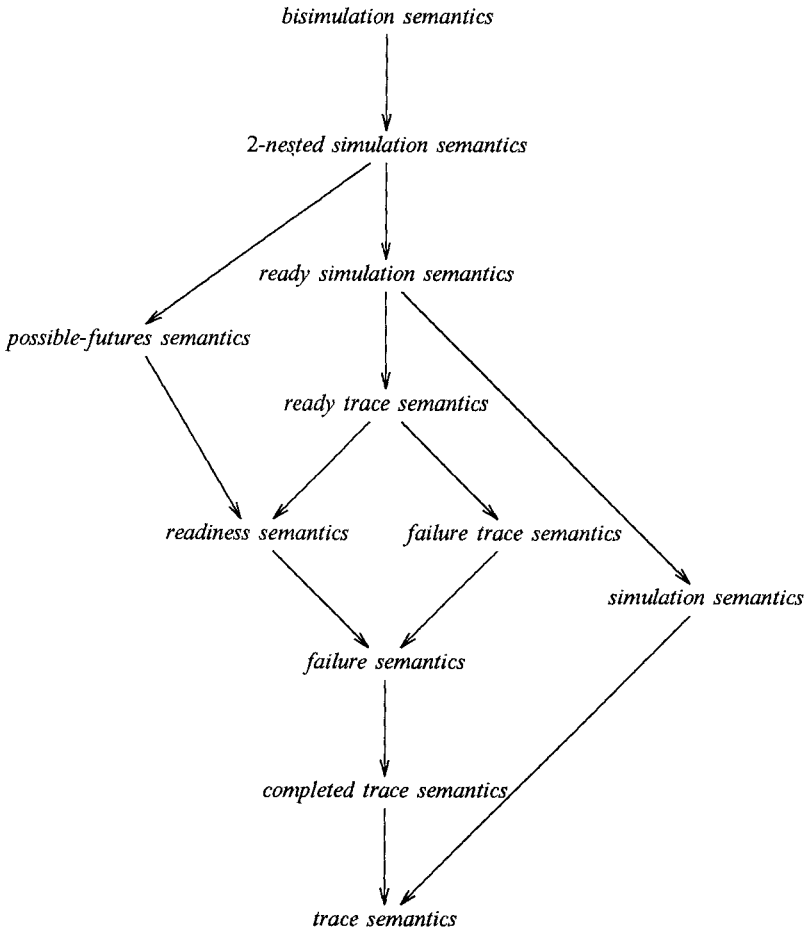 bisimulation semantics
2-nested simulation semantics
ready simulation semantics
possible-futures semantics
ready trace semantics
readiness semantics
failure trace semantics
simulation semantics
failure semantics
completed trace semantics
trace semantics